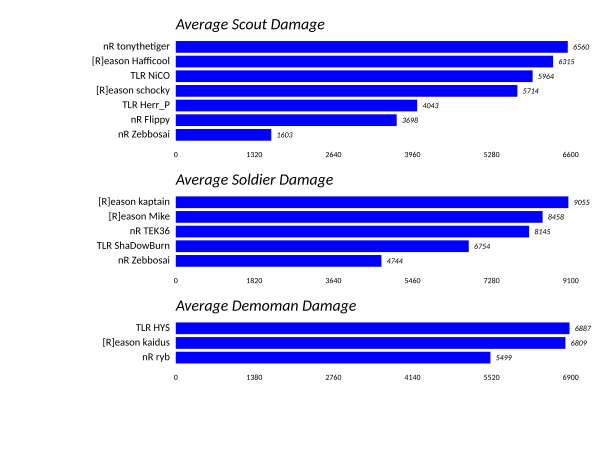 Average Scout Damage
nR tonythetiger 6560
[R]eason Hafficool 6315
TLR NiCO 5964
[R]eason schocky 5714
TLR Herr_P 4043
nR Flippy 3698
nR Zebbosai 1603
0 1320 2640 3960 5280 6600
Average Soldier Damage
[R]eason kaptain 9055
[R]eason Mike 8458
nR TEK36 8145
TLR ShaDowBurn 6754
nR Zebbosai 4744
0 1820 3640 5460 7280 9100
Average Demoman Damage
TLR HYS 6887
[R]eason kaidus 6809
nR ryb 5499
0 1380 2760 4140 5520 6900